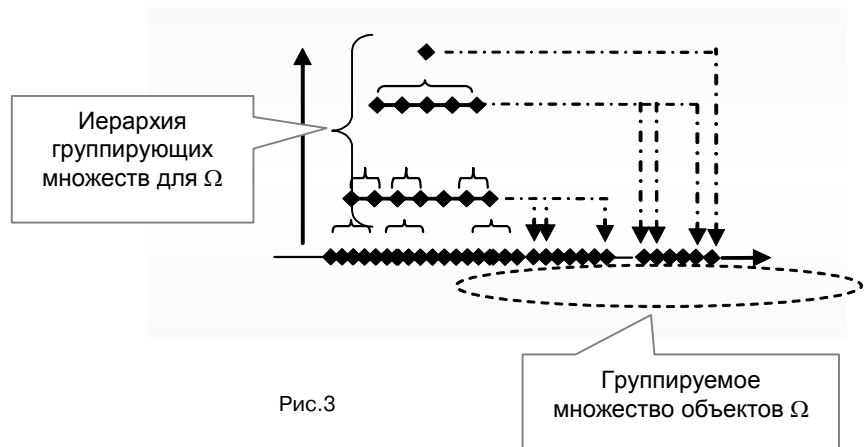 Иерархия
группирующих
множеств для Ω
Группируемое
множество объектов Ω
Рис.3